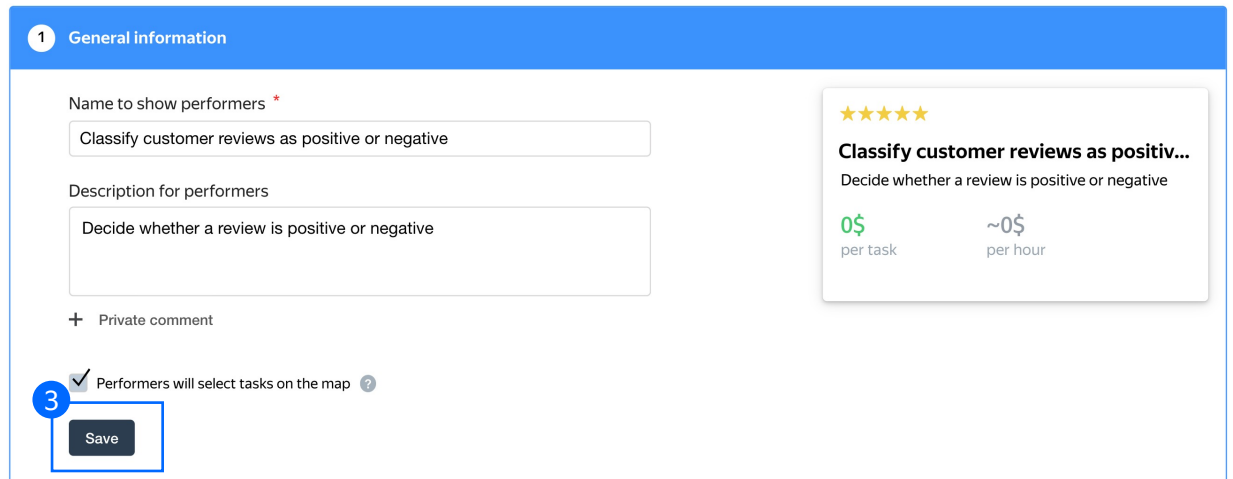 1 General information
Name to show performers *
Classify customer reviews as positive or negative
Description for performers
Decide whether a review is positive or negative
+ Private comment
Performers will select tasks on the map ?
3
Save
★★★★★
Classify customer reviews as positiv...
Decide whether a review is positive or negative
0$ ~0$
per task per hour